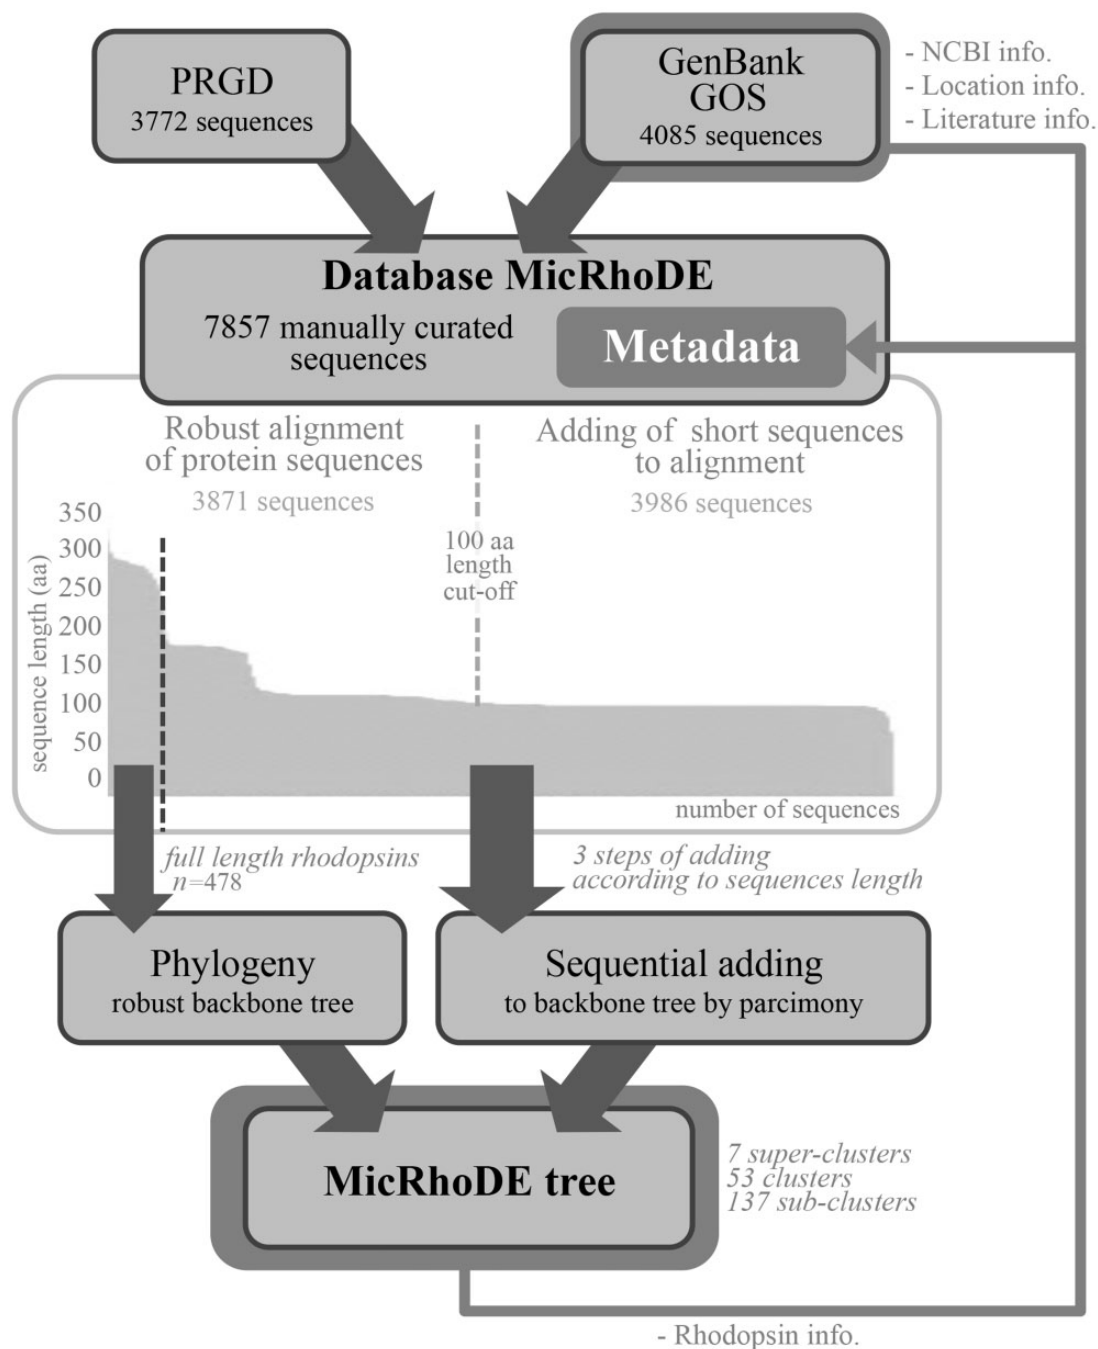 PRGD
3772 sequences
GenBank
GOS
4085 sequences
- NCBI info.
- Location info.
- Literature info.
Database MicRhoDE
7857 manually curated
sequences
Metadata
Robust alignment
of protein sequences
3871 sequences
Adding of short sequences
to alignment
3986 sequences
100 aa
length
cut-off
sequence length (aa)
350
300
250
200
150
100
50
0
number of sequences
full length rhodopsins
n=478
3 steps of adding
according to sequences length
Phylogeny
robust backbone tree
Sequential adding
to backbone tree by parcimony
MicRhoDE tree
7 super-clusters
53 clusters
137 sub-clusters
- Rhodopsin info.